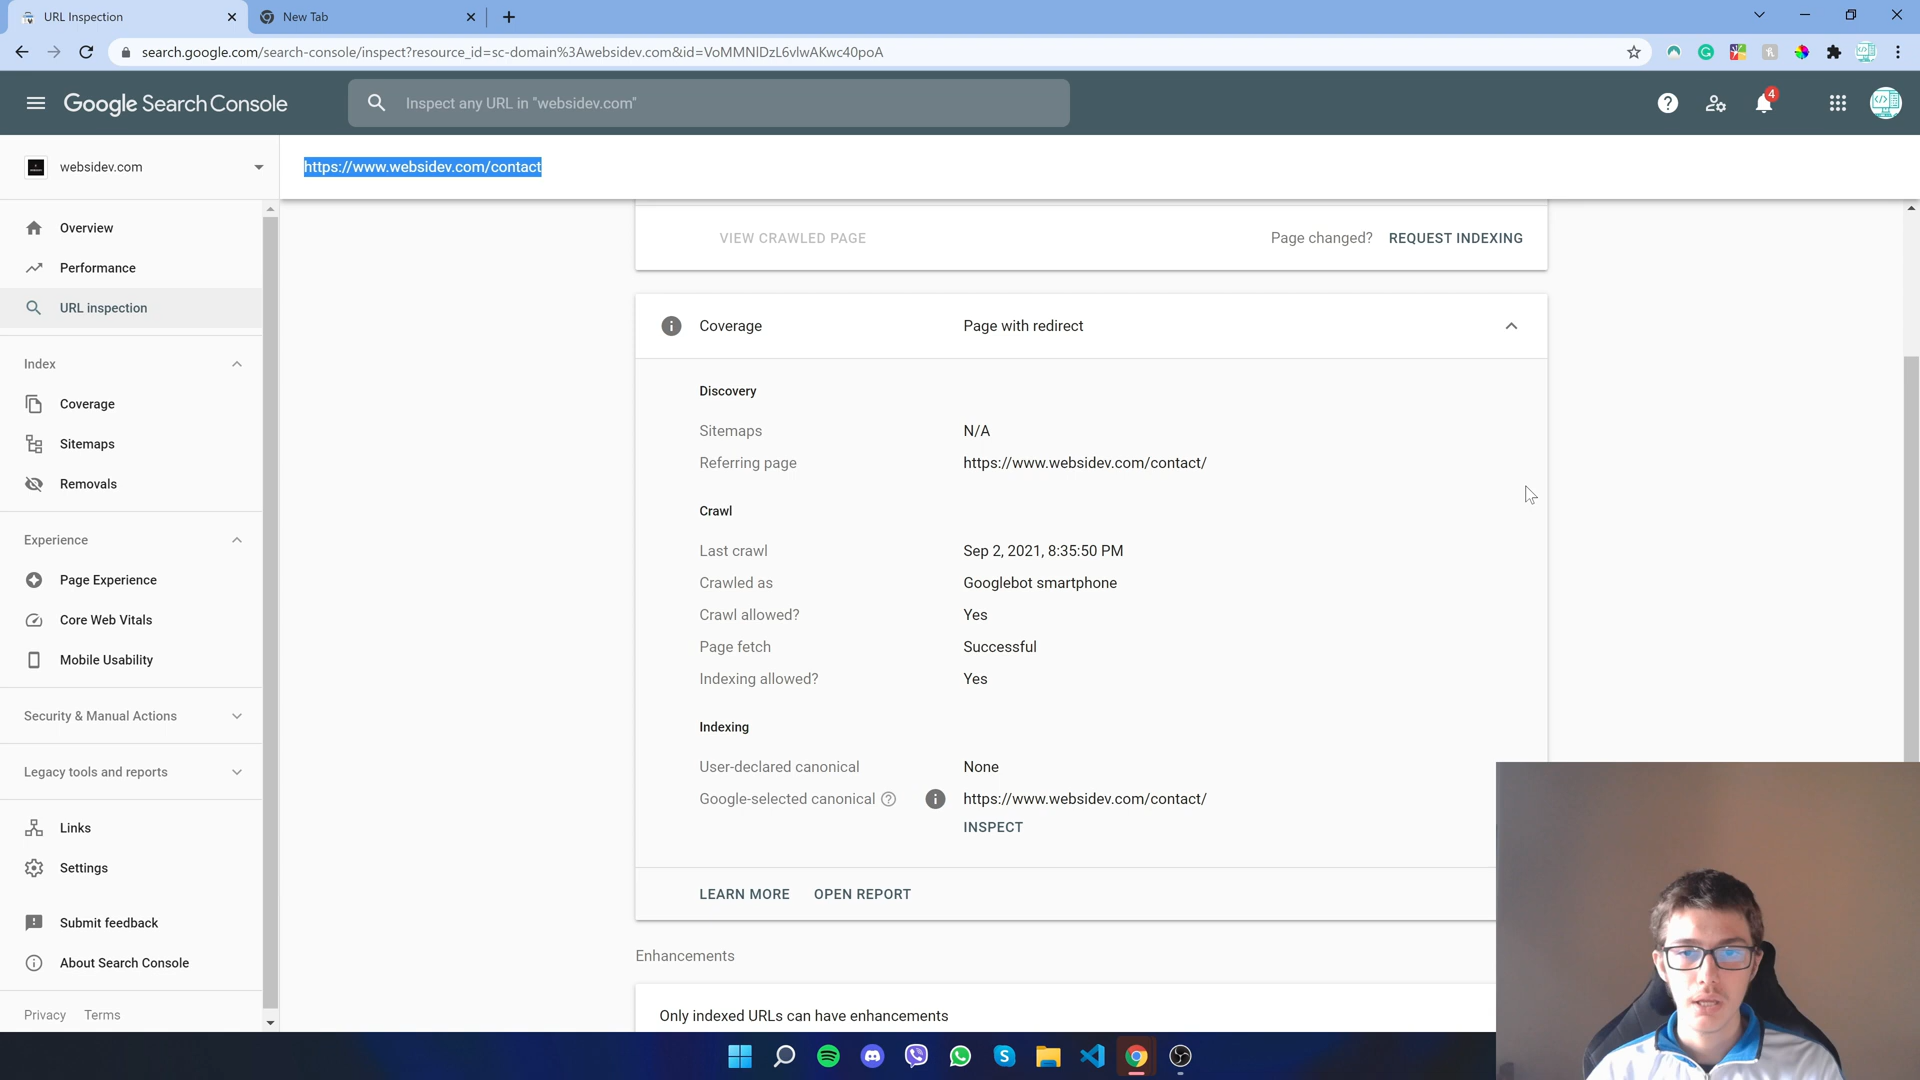 URL Inspection
New Tab
search.google.com/search-console/inspect?resource_id=sc-domain%3Awebsidev.com&id=VoMMNlDzL6vlwAKwc40poA
Google Search Console
Inspect any URL in "websidev.com"
4
websidev.com
https://www.websidev.com/contact
Overview
Performance
URL inspection
Index
Coverage
Sitemaps
Removals
Experience
Page Experience
Core Web Vitals
Mobile Usability
Security & Manual Actions
Legacy tools and reports
Links
Settings
Submit feedback
About Search Console
Privacy Terms
VIEW CRAWLED PAGE
Page changed? REQUEST INDEXING
Coverage Page with redirect
Discovery
Sitemaps N/A
Referring page https://www.websidev.com/contact/
Crawl
Last crawl Sep 2, 2021, 8:35:50 PM
Crawled as Googlebot smartphone
Crawl allowed? Yes
Page fetch Successful
Indexing allowed? Yes
Indexing
User-declared canonical None
Google-selected canonical https://www.websidev.com/contact/
INSPECT
LEARN MORE OPEN REPORT
Enhancements
Only indexed URLs can have enhancements